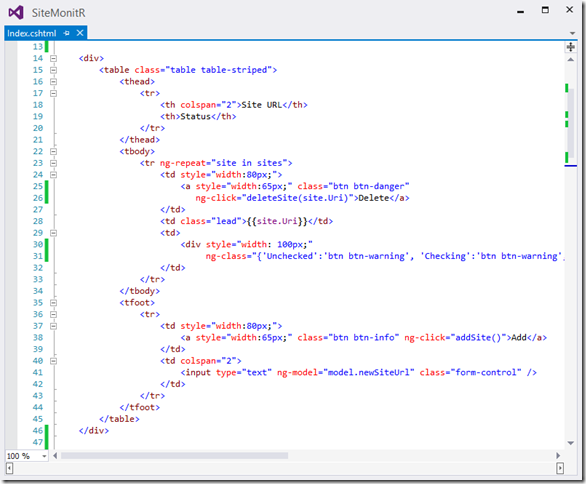 SiteMonitR
Index.cshtml
13
14 <div>
15 <table class="table table-striped">
16 <thead>
17 <tr>
18 <th colspan="2">Site URL</th>
19 <th>Status</th>
20 </tr>
21 </thead>
22 <tbody>
23 <tr ng-repeat="site in sites">
24 <td style="width:80px;">
25 <a style="width:65px;" class="btn btn-danger"
26 ng-click="deleteSite(site.Uri)">Delete</a>
27 </td>
28 <td class="lead">{{site.Uri}}</td>
29 <td>
30 <div style="width: 100px;"
31 ng-class="{'Unchecked':'btn btn-warning', 'Checking':'btn btn-warning',
32 </td>
33 </tr>
34 </tbody>
35 <tfoot>
36 <tr>
37 <td style="width:80px;">
38 <a style="width:65px;" class="btn btn-info" ng-click="addSite()">Add</a>
39 </td>
40 <td colspan="2">
41 <input type="text" ng-model="model.newSiteUrl" class="form-control" />
42 </td>
43 </tr>
44 </tfoot>
45 </table>
46 </div>
47
100 %